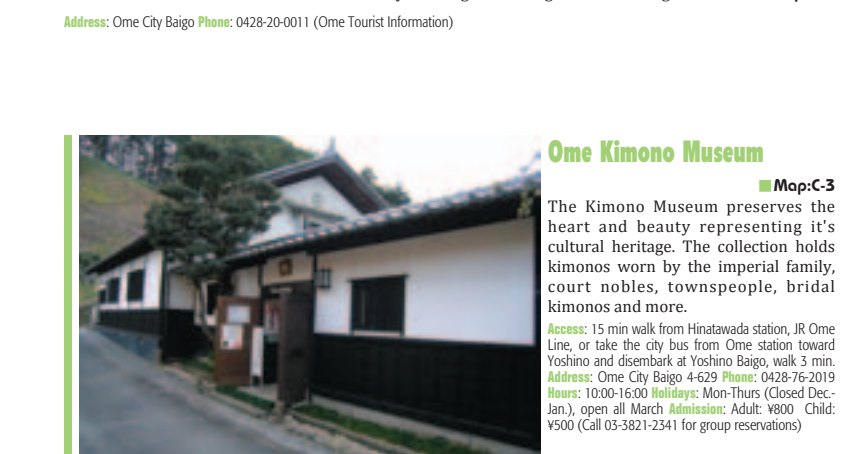 Address: Ome City Baigo Phone: 0428-20-0011 (Ome Tourist Information)
Ome Kimono Museum
Map:C-3
The Kimono Museum preserves the
heart and beauty representing it's
cultural heritage. The collection holds
kimonos worn by the imperial family,
court nobles, townspeople, bridal
kimonos and more.
Access: 15 min walk from Hinatawada station, JR Ome
Line, or take the city bus from Ome station toward
Yoshino and disembark at Yoshino Baigo, walk 3 min.
Address: Ome City Baigo 4-629 Phone: 0428-76-2019
Hours: 10:00-16:00 Holidays: Mon-Thurs (Closed Dec.-
Jan.), open all March Admission: Adult: ¥800 Child:
¥500 (Call 03-3821-2341 for group reservations)